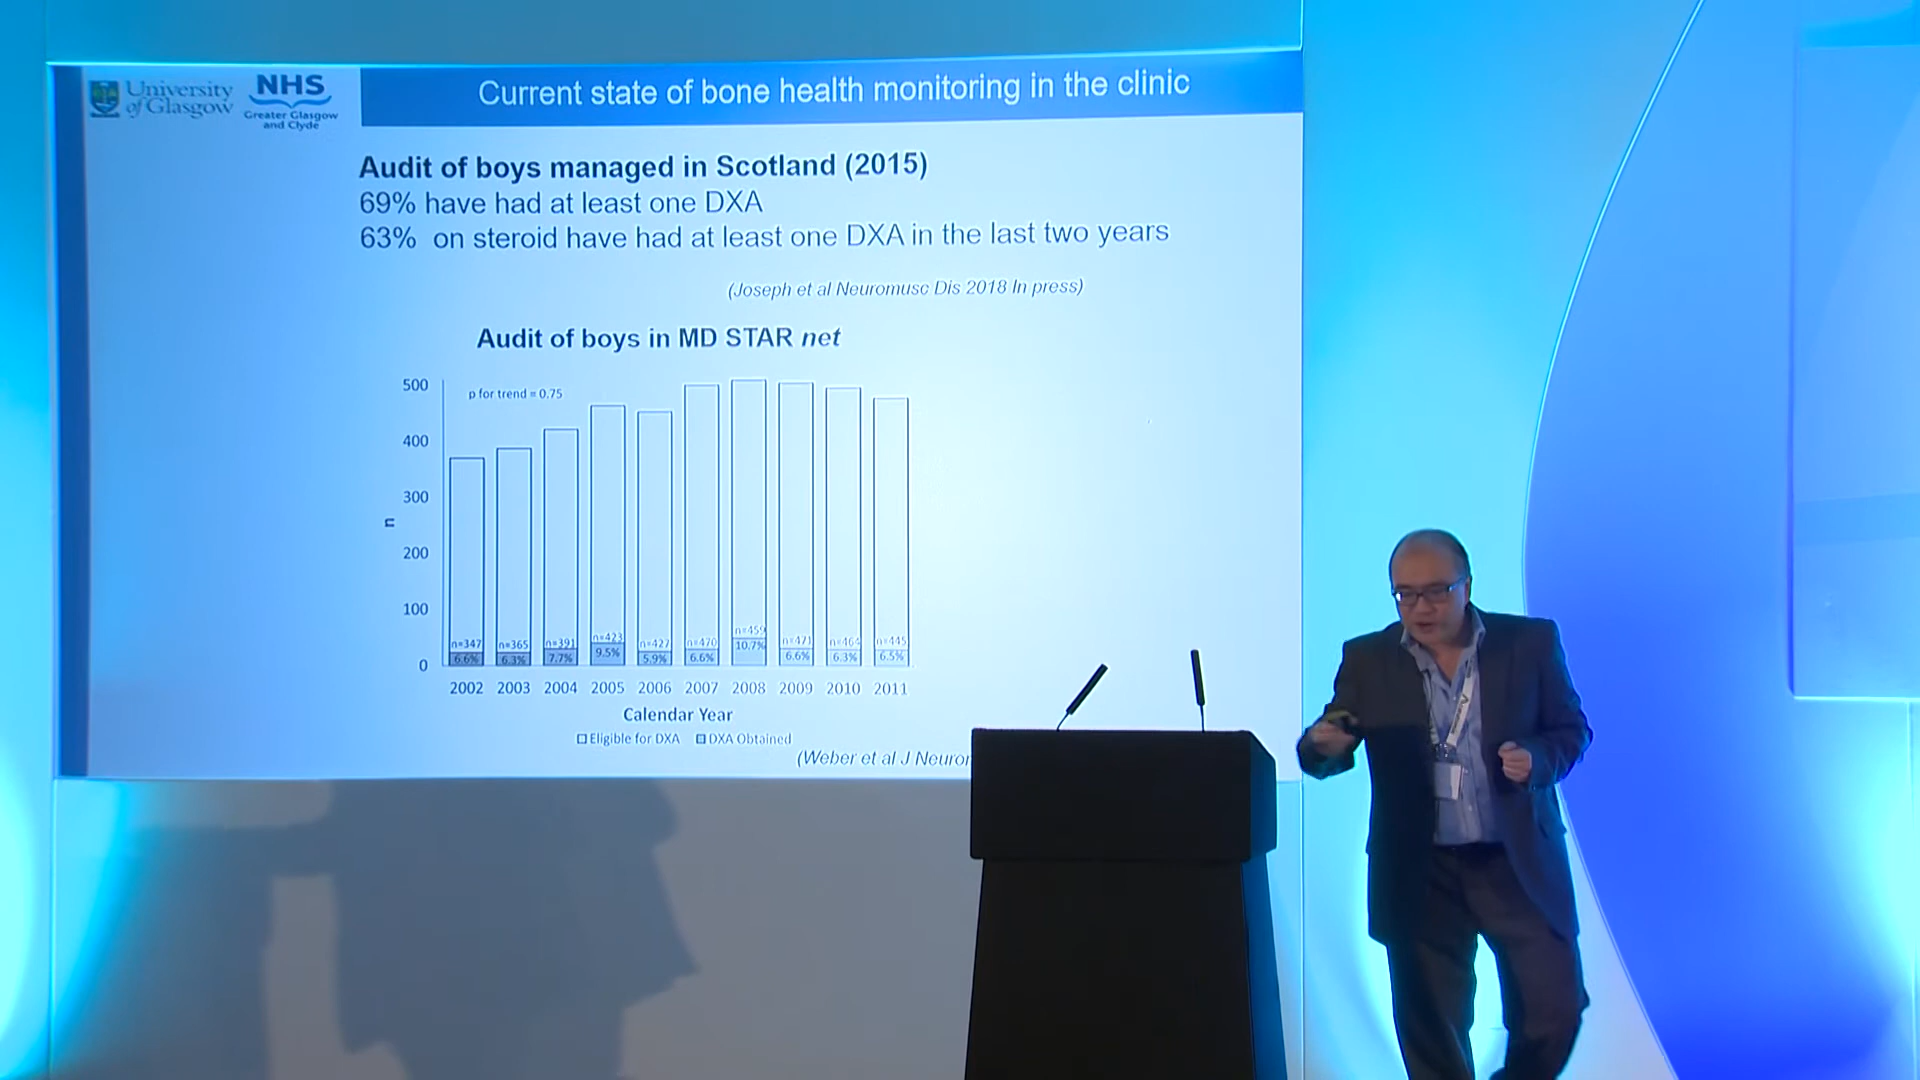 University
of Glasgow
NHS
Greater Glasgow
and Clyde
Current state of bone health monitoring in the clinic
Audit of boys managed in Scotland (2015)
69% have had at least one DXA
63% on steroid have had at least one DXA in the last two years
(Joseph et al Neuromusc Dis 2018 In press)
Audit of boys in MD STAR net
p for trend = 0.75
500
400
300
200
100
0
n
n=347 n=365 n=391 n=423 n=427 n=470 n=459 n=471 n=464 n=445
6.6% 6.3% 7.7% 9.5% 5.9% 6.6% 10.7% 6.6% 6.3% 6.5%
2002 2003 2004 2005 2006 2007 2008 2009 2010 2011
Calendar Year
Eligible for DXA DXA Obtained
(Weber et al J